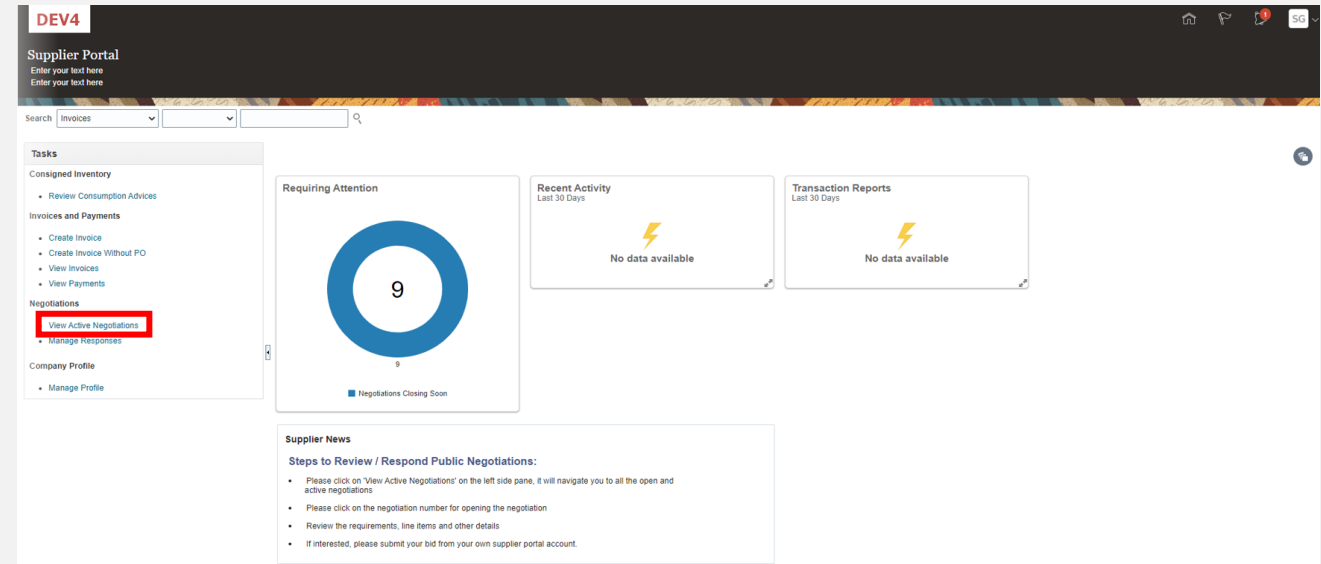 DEV4
1
SG
Supplier Portal
Enter your text here
Enter your text here
Search Invoices
Tasks
Consigned Inventory
• Review Consumption Advices
Invoices and Payments
• Create Invoice
• Create Invoice Without PO
• View Invoices
• View Payments
Negotiations
View Active Negotiations
• Manage Responses
Company Profile
• Manage Profile
Requiring Attention
9
9
Negotiations Closing Soon
Recent Activity
Last 30 Days
No data available
Transaction Reports
Last 30 Days
No data available
Supplier News
Steps to Review / Respond Public Negotiations:
• Please click on 'View Active Negotiations' on the left side pane, it will navigate you to all the open and
active negotiations
• Please click on the negotiation number for opening the negotiation
• Review the requirements, line items and other details
• If interested, please submit your bid from your own supplier portal account.